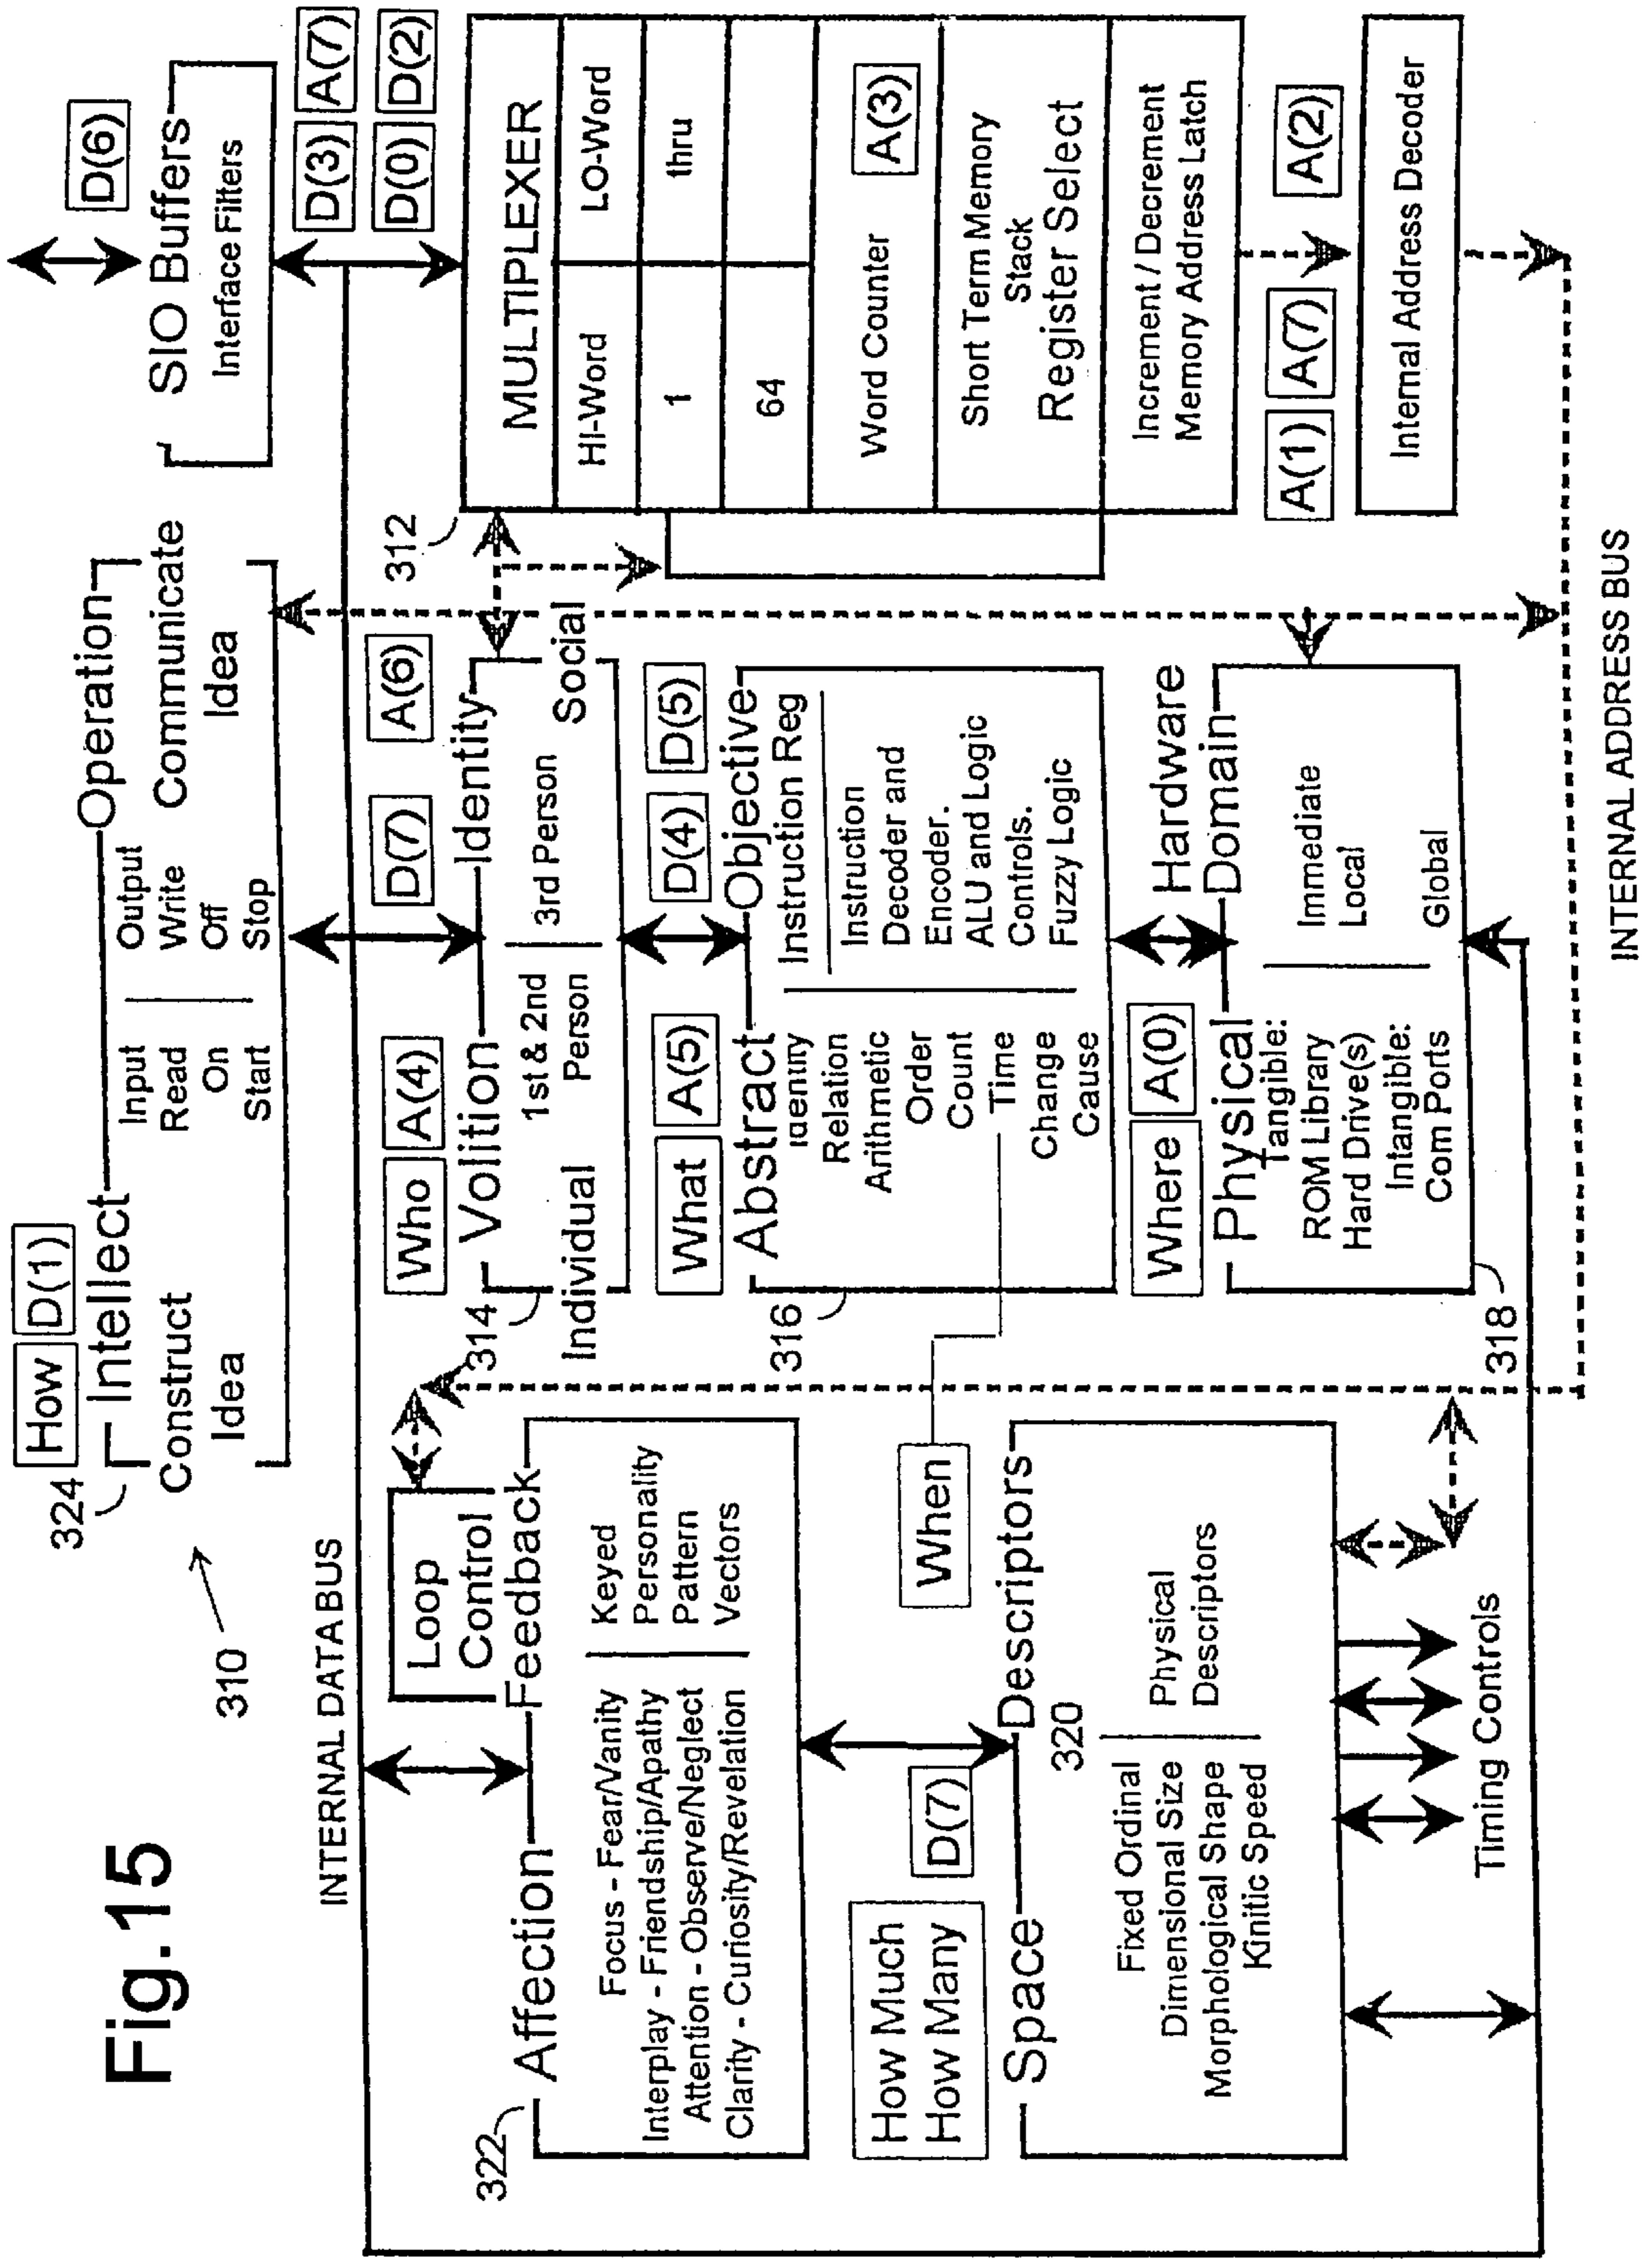 Fig.15
310
INTERNAL DATA BUS
324
How
D(1)
Intellect
Operation
Construct
Idea
Input
Read
On
Start
Output
Write
Off
Stop
Communicate
Idea
D(6)
SIO Buffers
Interface Filters
D(3)
A(7)
D(0)
D(2)
322
Affection
Feedback
Loop
Control
Focus - Fear/Vanity
Interplay - Friendship/Apathy
Attention - Observe/Neglect
Clarity - Curiosity/Revelation
Keyed
Personality
Pattern
Vectors
How Much
How Many
D(7)
When
Space
Descriptors
320
Fixed Ordinal
Dimensional Size
Morphological Shape
Kinitic Speed
Physical
Descriptors
Timing Controls
314
Who
A(4)
D(7)
A(6)
Volition
Identity
Individual
1st & 2nd
Person
3rd Person
Social
316
What
A(5)
D(4)
D(5)
Abstract
Objective
Identity
Relation
Arithmetic
Order
Count
Time
Change
Cause
Instruction Reg
Instruction
Decoder and
Encoder.
ALU and Logic
Controls.
Fuzzy Logic
318
Where
A(0)
Hardware
Physical
Domain
Tangible:
ROM Library
Hard Drive(s)
Intangible:
Com Ports
Immediate
Local
Global
312
MULTIPLEXER
HI-Word
LO-Word
1
thru
64
Word Counter
A(3)
Short Term Memory
Stack
Register Select
Increment / Decrement
Memory Address Latch
A(1)
A(7)
A(2)
Internal Address Decoder
INTERNAL ADDRESS BUS